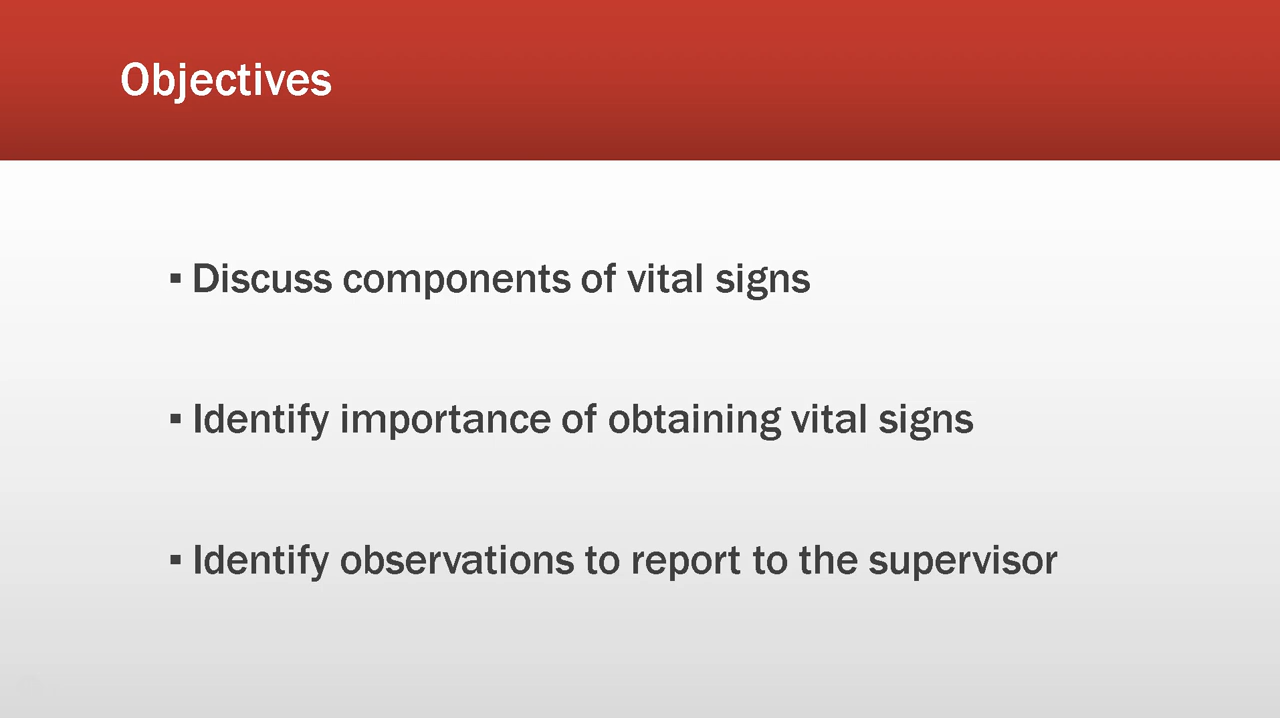 Objectives
▪ Discuss components of vital signs
▪ Identify importance of obtaining vital signs
▪ Identify observations to report to the supervisor